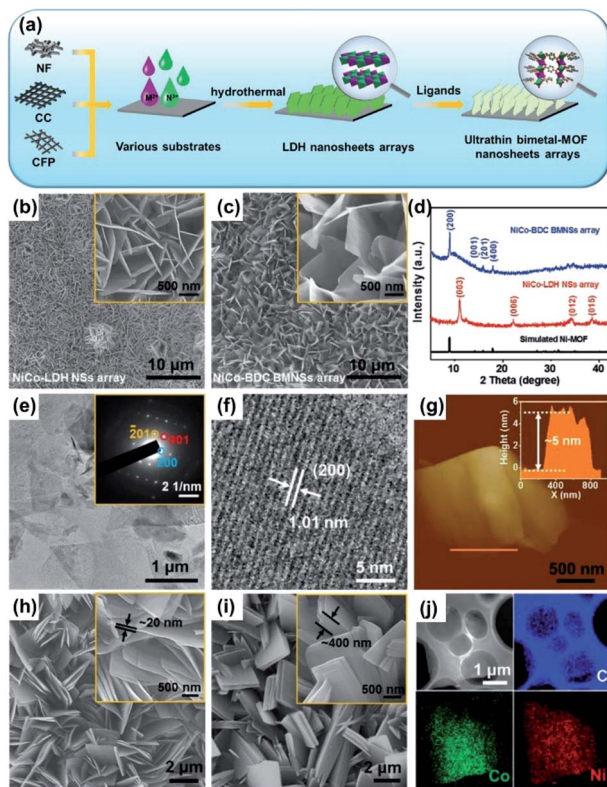 (a)
NF
CC
CFP
M²⁺ N³⁺
hydrothermal
Ligands
Various substrates
LDH nanosheets arrays
Ultrathin bimetal-MOF
nanosheets arrays
(b)
500 nm
10 µm
NiCo-LDH NSs array
(c)
500 nm
10 µm
NiCo-BDC BMNSs array
(d)
Intensity (a.u.)
(200)
NiCo-BDC BMNSs array
(001)
(201)
(400)
NiCo-LDH NSs array
(003)
(006)
(012)
(015)
Simulated Ni-MOF
10 20 30 40
2 Theta (degree)
(e)
2̅01
001
200
2 1/nm
1 µm
(f)
(200)
1.01 nm
5 nm
(g)
Height (nm)
6
4
2
0
~5 nm
0 400 800
X (nm)
500 nm
(h)
~20 nm
500 nm
2 µm
(i)
~400 nm
500 nm
2 µm
(j)
1 µm
C
Co
Ni